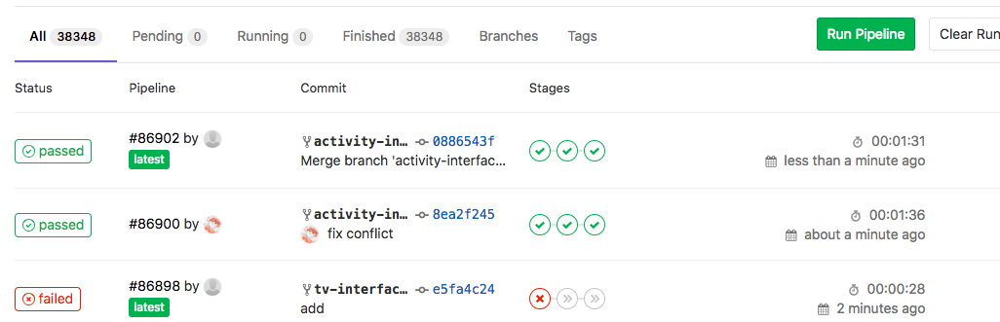 All 38348 Pending 0 Running 0 Finished 38348 Branches Tags Run Pipeline Clear Run
Status Pipeline Commit Stages
passed #86902 by activity-in... 0886543f 00:01:31
latest Merge branch 'activity-interfac... less than a minute ago
passed #86900 by activity-in... 8ea2f245 00:01:36
fix conflict about a minute ago
failed #86898 by tv-interfac... e5fa4c24 00:00:28
latest add 2 minutes ago